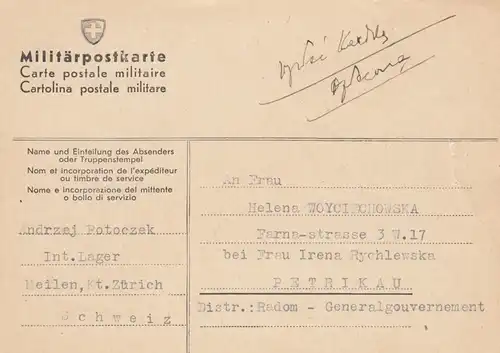 Militärpostkarte
Carte postale militaire
Cartolina postale militare
Name und Einteilung des Absenders
oder Truppenstempel
Nom et incorporation de l'expéditeur
ou timbre de service
Nome e incorporazione del mittente
o bollo di servizio
Andrzej Potoczek
Int.Lager
Meilen,Kt.Zürich
Schweiz
An Frau
Helena WOYCIECHOWSKA
Farna-strasse 3 W.17
bei Frau Irena Rychlewska
PETRIKAU
Distr.:Radom - Generalgouvernement